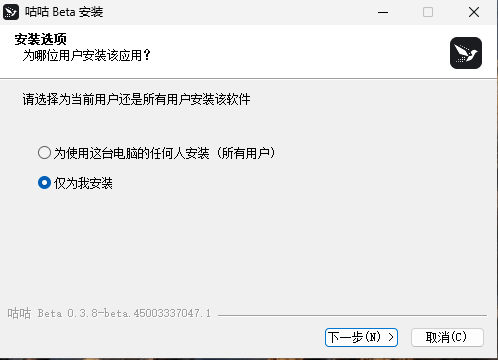 咕咕 Beta 安装
安装选项
为哪位用户安装该应用？
请选择为当前用户还是所有用户安装该软件
为使用这台电脑的任何人安装（所有用户）
仅为我安装
咕咕 Beta 0.3.8-beta.45003337047.1
下一步(N) >
取消(C)